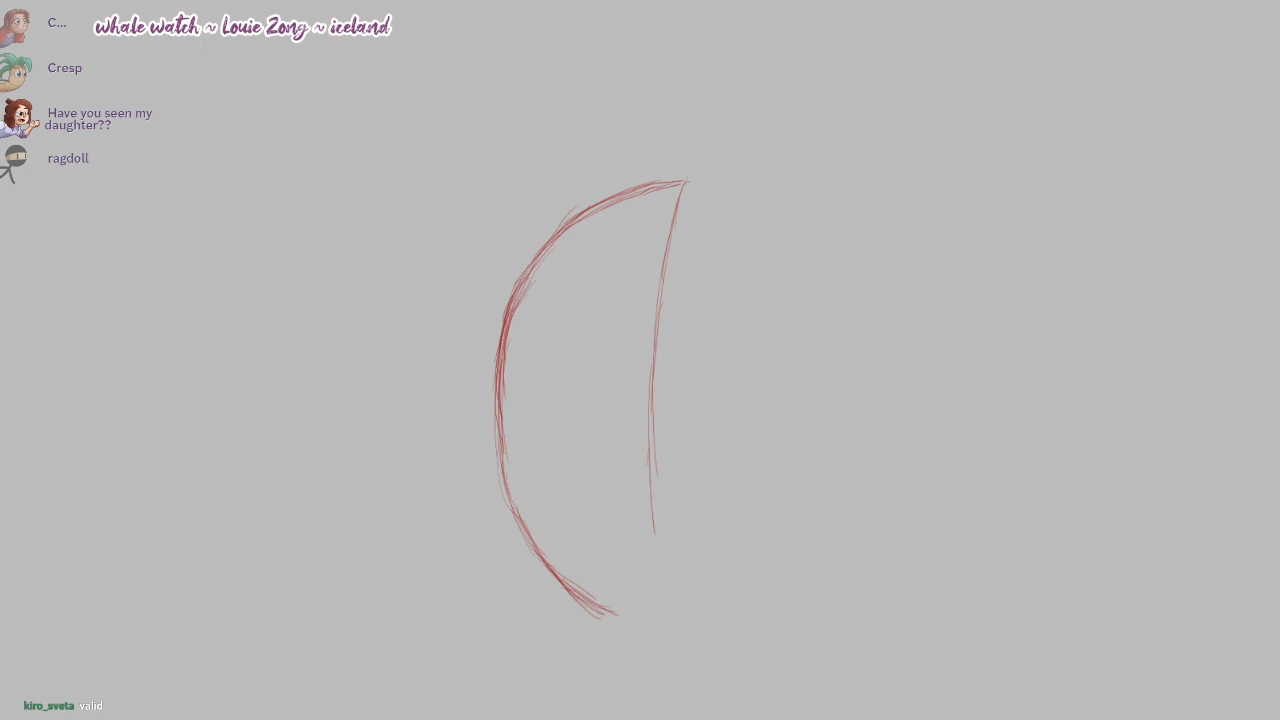 C...
whale watch ~ Louie Zong ~ iceland
Cresp
Have you seen my
daughter??
ragdoll
kiro_sveta valid